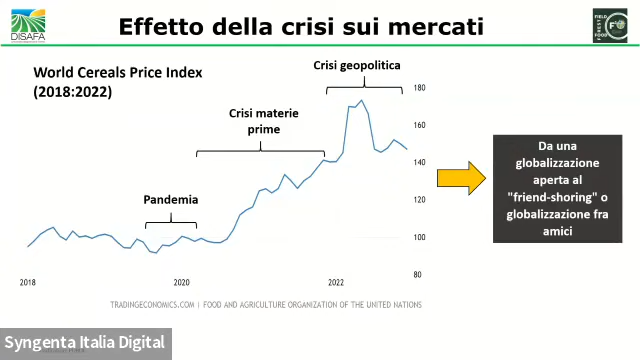 DISAFA
Effetto della crisi sui mercati
World Cereals Price Index
(2018:2022)
Crisi geopolitica
Crisi materie
prime
Pandemia
180
160
140
120
100
80
2018
2020
2022
Da una
globalizzazione
aperta al
"friend-shoring" o
globalizzazione fra
amici
TRADINGECONOMICS.COM | FOOD AND AGRICULTURE ORGANIZATION OF THE UNITED NATIONS
Syngenta Italia Digital